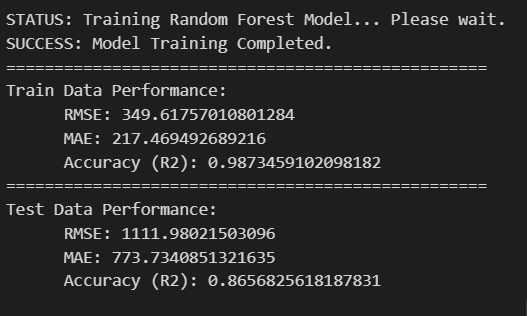 STATUS: Training Random Forest Model... Please wait.
SUCCESS: Model Training Completed.
==================================================
Train Data Performance:
RMSE: 349.61757010801284
MAE: 217.469492689216
Accuracy (R2): 0.9873459102098182
==================================================
Test Data Performance:
RMSE: 1111.98021503096
MAE: 773.7340851321635
Accuracy (R2): 0.8656825618187831